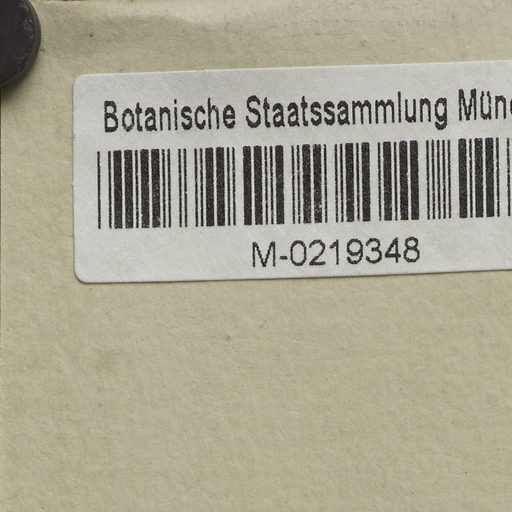 Botanische Staatssammlung Mün
M-0219348